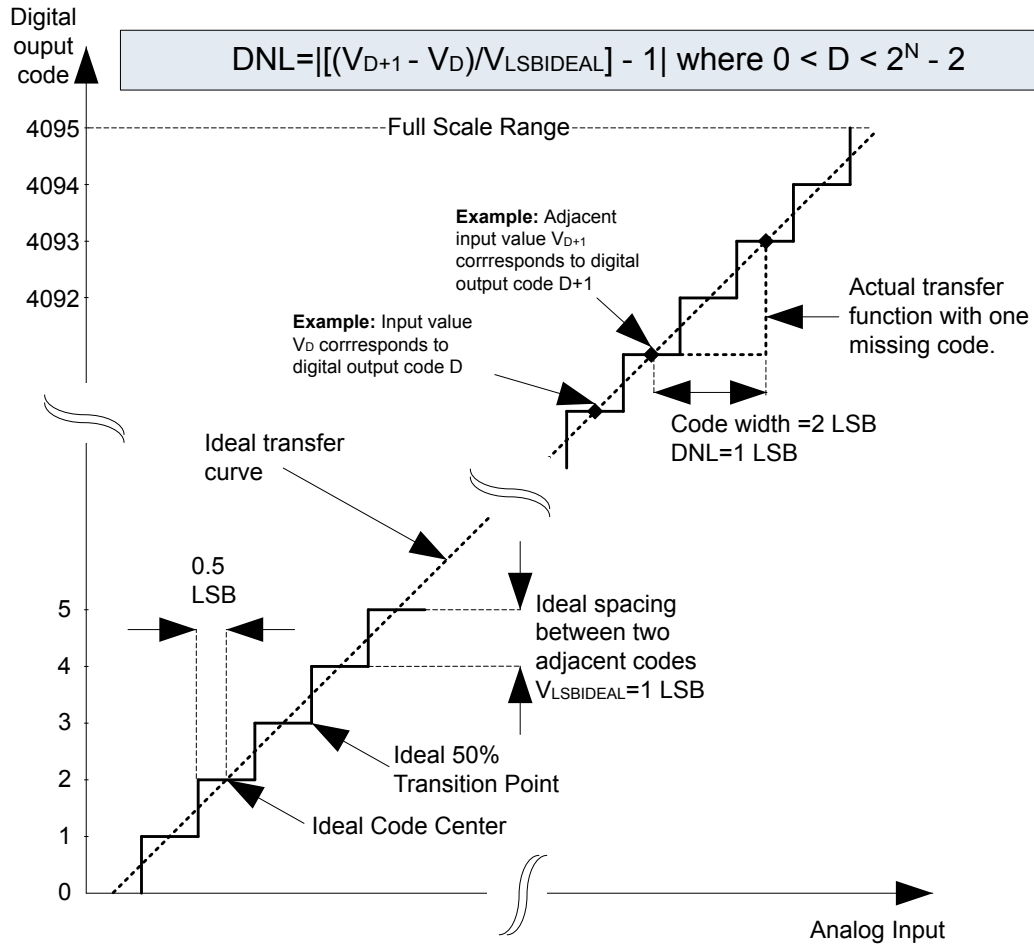 Digital
ouput
code
DNL=|[(VD+1 - VD)/VLSBIDEAL] - 1| where 0 < D < 2^N - 2
4095
Full Scale Range
4094
4093
4092
Example: Adjacent
input value VD+1
corrresponds to digital
output code D+1
Example: Input value
VD corrresponds to
digital output code D
Actual transfer
function with one
missing code.
Code width =2 LSB
DNL=1 LSB
Ideal transfer
curve
0.5
LSB
5
4
3
2
1
0
Ideal spacing
between two
adjacent codes
VLSBIDEAL=1 LSB
Ideal 50%
Transition Point
Ideal Code Center
Analog Input